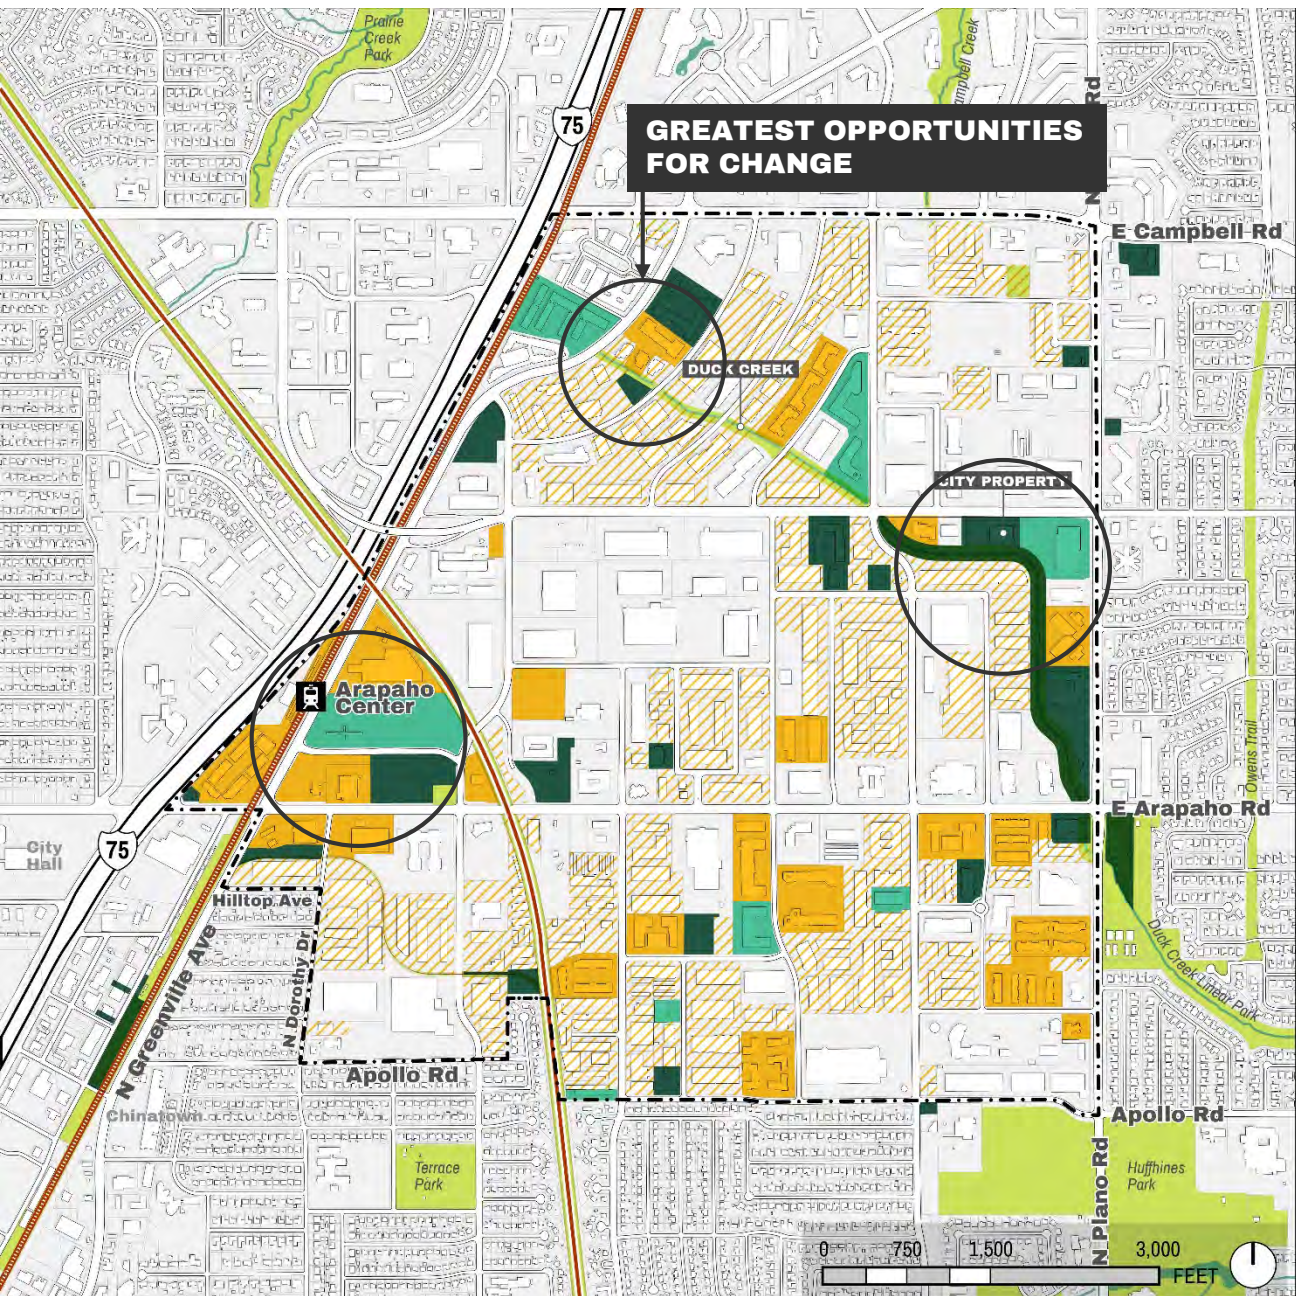 Prairie
Creek
Park
Campbell Creek
75
Rd
GREATEST OPPORTUNITIES
FOR CHANGE
N
E Campbell Rd
DUCK CREEK
CITY PROPERTY
Arapaho
Center
Owens Trail
E Arapaho Rd
City
Hall
75
Hilltop Ave
N Greenville Ave
N Dorothy Dr
Duck Creek Linear Park
Apollo Rd
Chinatown
Apollo Rd
Terrace
Park
Huffhines
Park
N Plano Rd
0 750 1,500 3,000
FEET